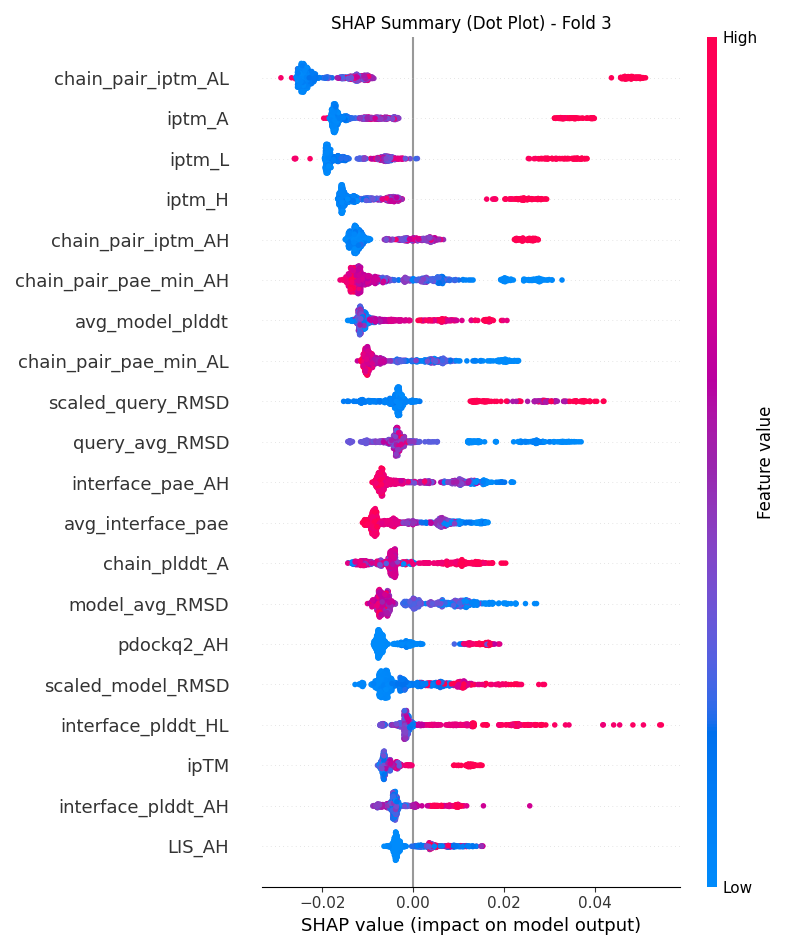 SHAP Summary (Dot Plot) - Fold 3
High
chain_pair_iptm_AL
iptm_A
iptm_L
iptm_H
chain_pair_iptm_AH
chain_pair_pae_min_AH
avg_model_plddt
chain_pair_pae_min_AL
scaled_query_RMSD
query_avg_RMSD
interface_pae_AH
avg_interface_pae
chain_plddt_A
model_avg_RMSD
pdockq2_AH
scaled_model_RMSD
interface_plddt_HL
ipTM
interface_plddt_AH
LIS_AH
Feature value
Low
−0.02 0.00 0.02 0.04
SHAP value (impact on model output)